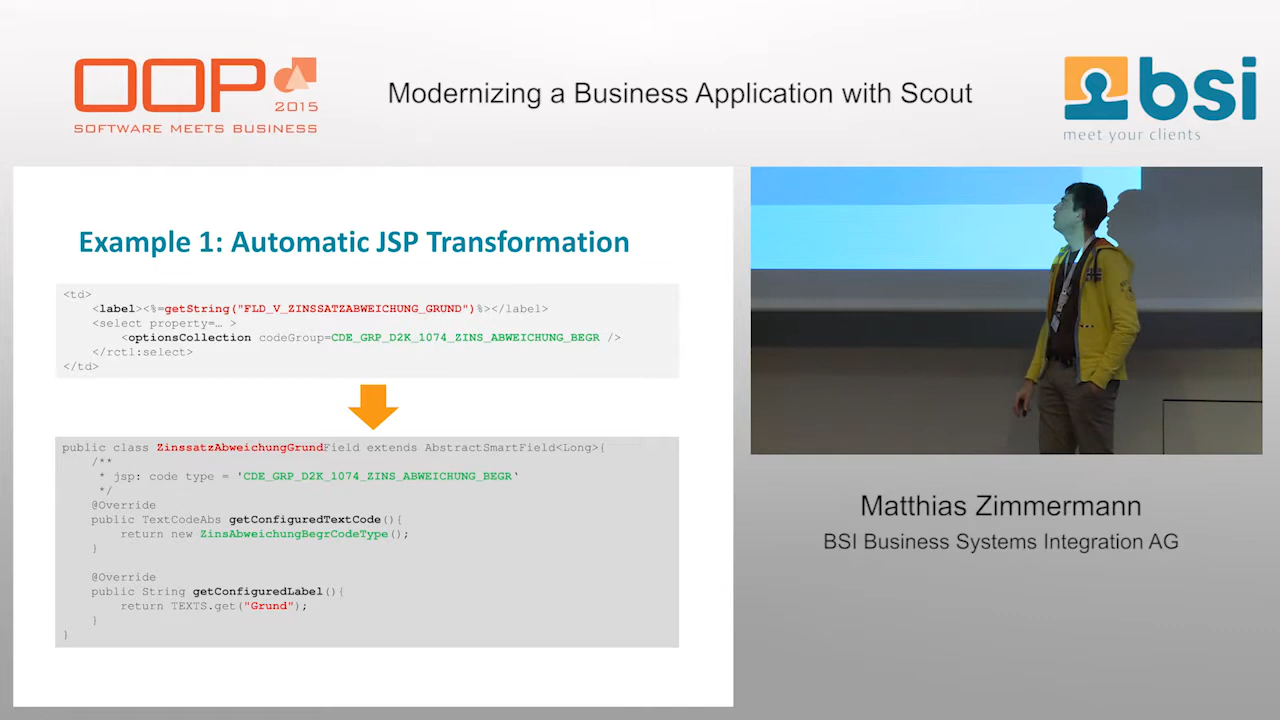 OOP
2015
SOFTWARE MEETS BUSINESS
Modernizing a Business Application with Scout
bsi
meet your clients
Example 1: Automatic JSP Transformation
<td>
<label><%=getString("FLD_V_ZINSSATZABWEICHUNG_GRUND")%></label>
<select property=… >
<optionsCollection codeGroup=CDE_GRP_D2K_1074_ZINS_ABWEICHUNG_BEGR />
</rctl:select>
</td>
public class ZinssatzAbweichungGrundField extends AbstractSmartField<Long>{
/**
* jsp: code type = 'CDE_GRP_D2K_1074_ZINS_ABWEICHUNG_BEGR'
*/
@Override
public TextCodeAbs getConfiguredTextCode(){
return new ZinsAbweichungBegrCodeType();
}
@Override
public String getConfiguredLabel(){
return TEXTS.get("Grund");
}
}
Matthias Zimmermann
BSI Business Systems Integration AG